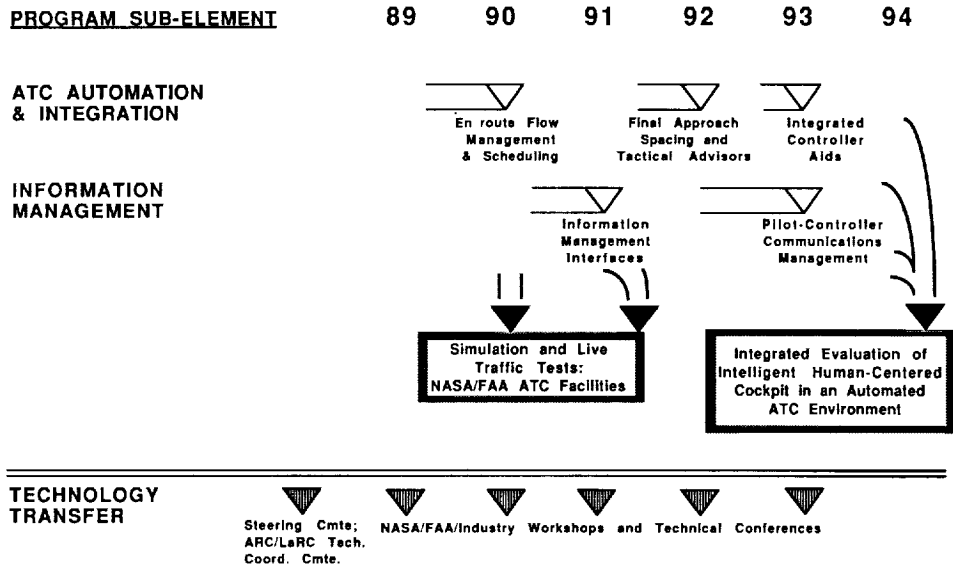 PROGRAM SUB-ELEMENT 89 90 91 92 93 94
ATC AUTOMATION
& INTEGRATION
En route Flow
Management
& Scheduling
Final Approach
Spacing and
Tactical Advisors
Integrated
Controller
Aids
INFORMATION
MANAGEMENT
Information
Management
Interfaces
Pilot-Controller
Communications
Management
Simulation and Live
Traffic Tests:
NASA/FAA ATC Facilities
Integrated Evaluation of
Intelligent Human-Centered
Cockpit in an Automated
ATC Environment
TECHNOLOGY
TRANSFER
Steering Cmte;
ARC/LaRC Tech.
Coord. Cmte.
NASA/FAA/Industry Workshops and Technical Conferences